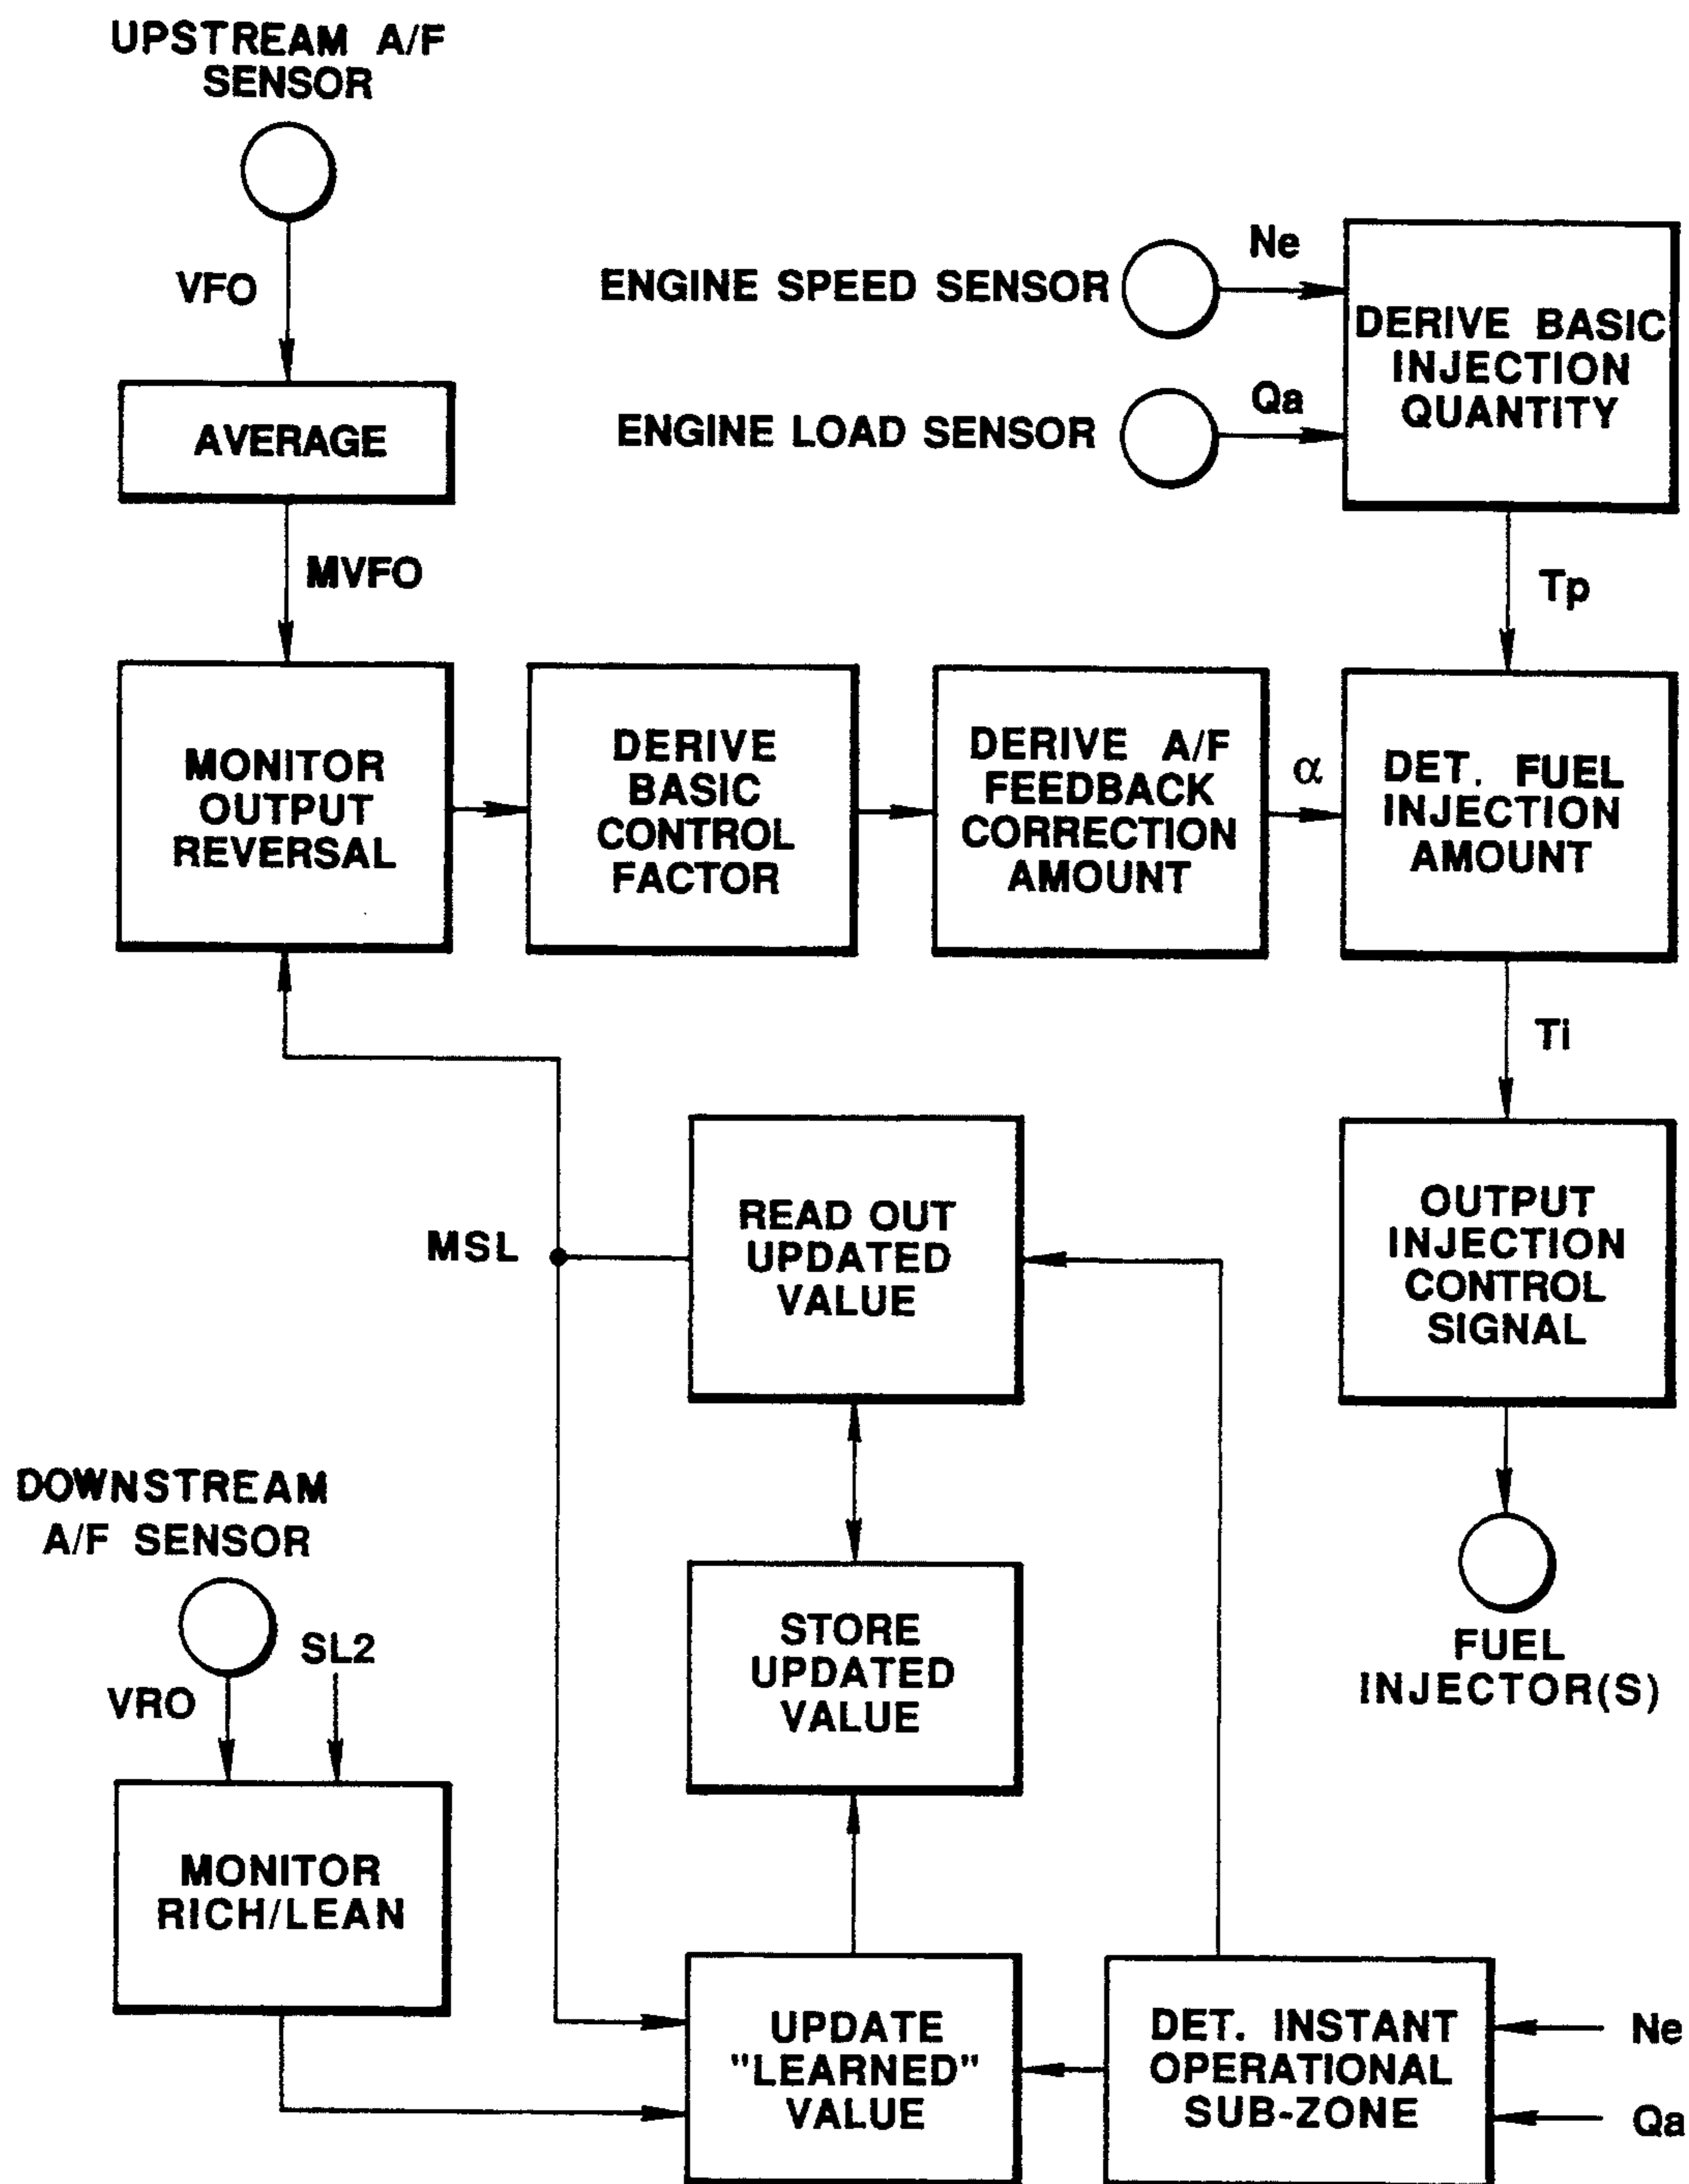 UPSTREAM A/F
SENSOR
VFO
AVERAGE
MVFO
ENGINE SPEED SENSOR
Ne
ENGINE LOAD SENSOR
Qa
DERIVE BASIC
INJECTION
QUANTITY
Tp
MONITOR
OUTPUT
REVERSAL
DERIVE
BASIC
CONTROL
FACTOR
DERIVE A/F
FEEDBACK
CORRECTION
AMOUNT
α
DET. FUEL
INJECTION
AMOUNT
Ti
MSL
READ OUT
UPDATED
VALUE
OUTPUT
INJECTION
CONTROL
SIGNAL
DOWNSTREAM
A/F SENSOR
SL2
VRO
STORE
UPDATED
VALUE
FUEL
INJECTOR(S)
MONITOR
RICH/LEAN
UPDATE
"LEARNED"
VALUE
DET. INSTANT
OPERATIONAL
SUB-ZONE
Ne
Qa